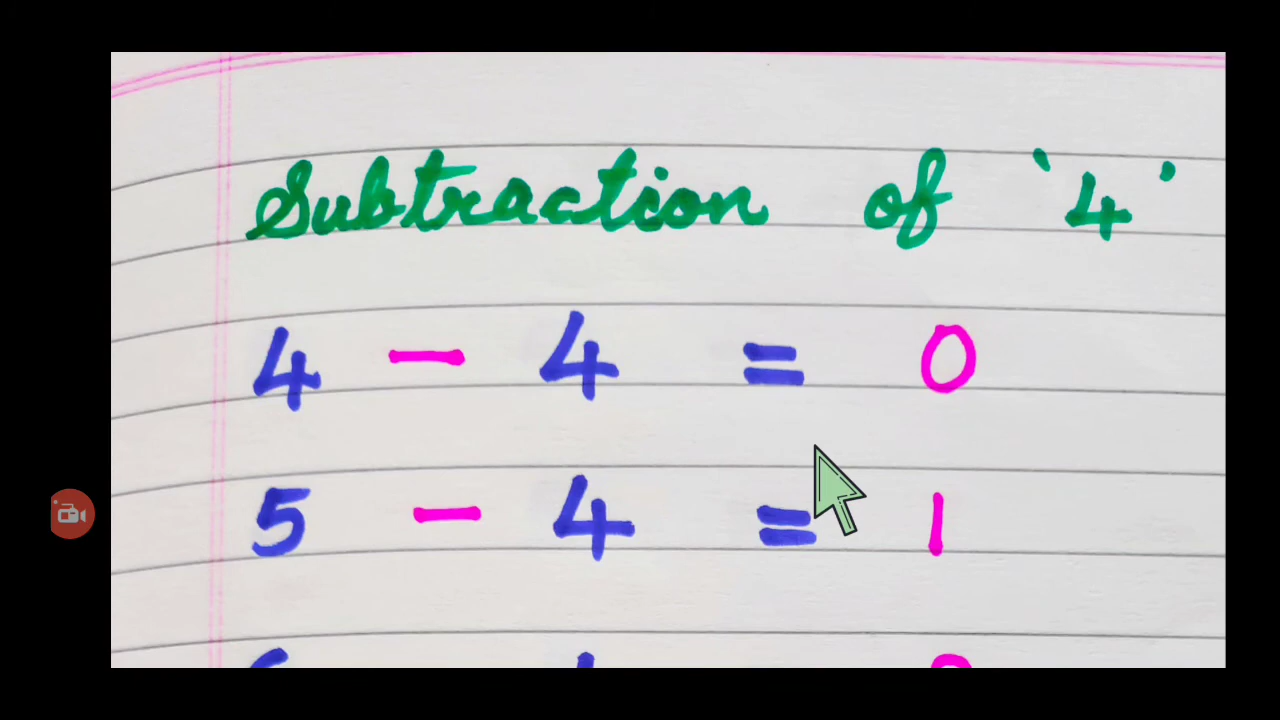 Subtraction of '4'
4 - 4 = 0
5 - 4 = 1